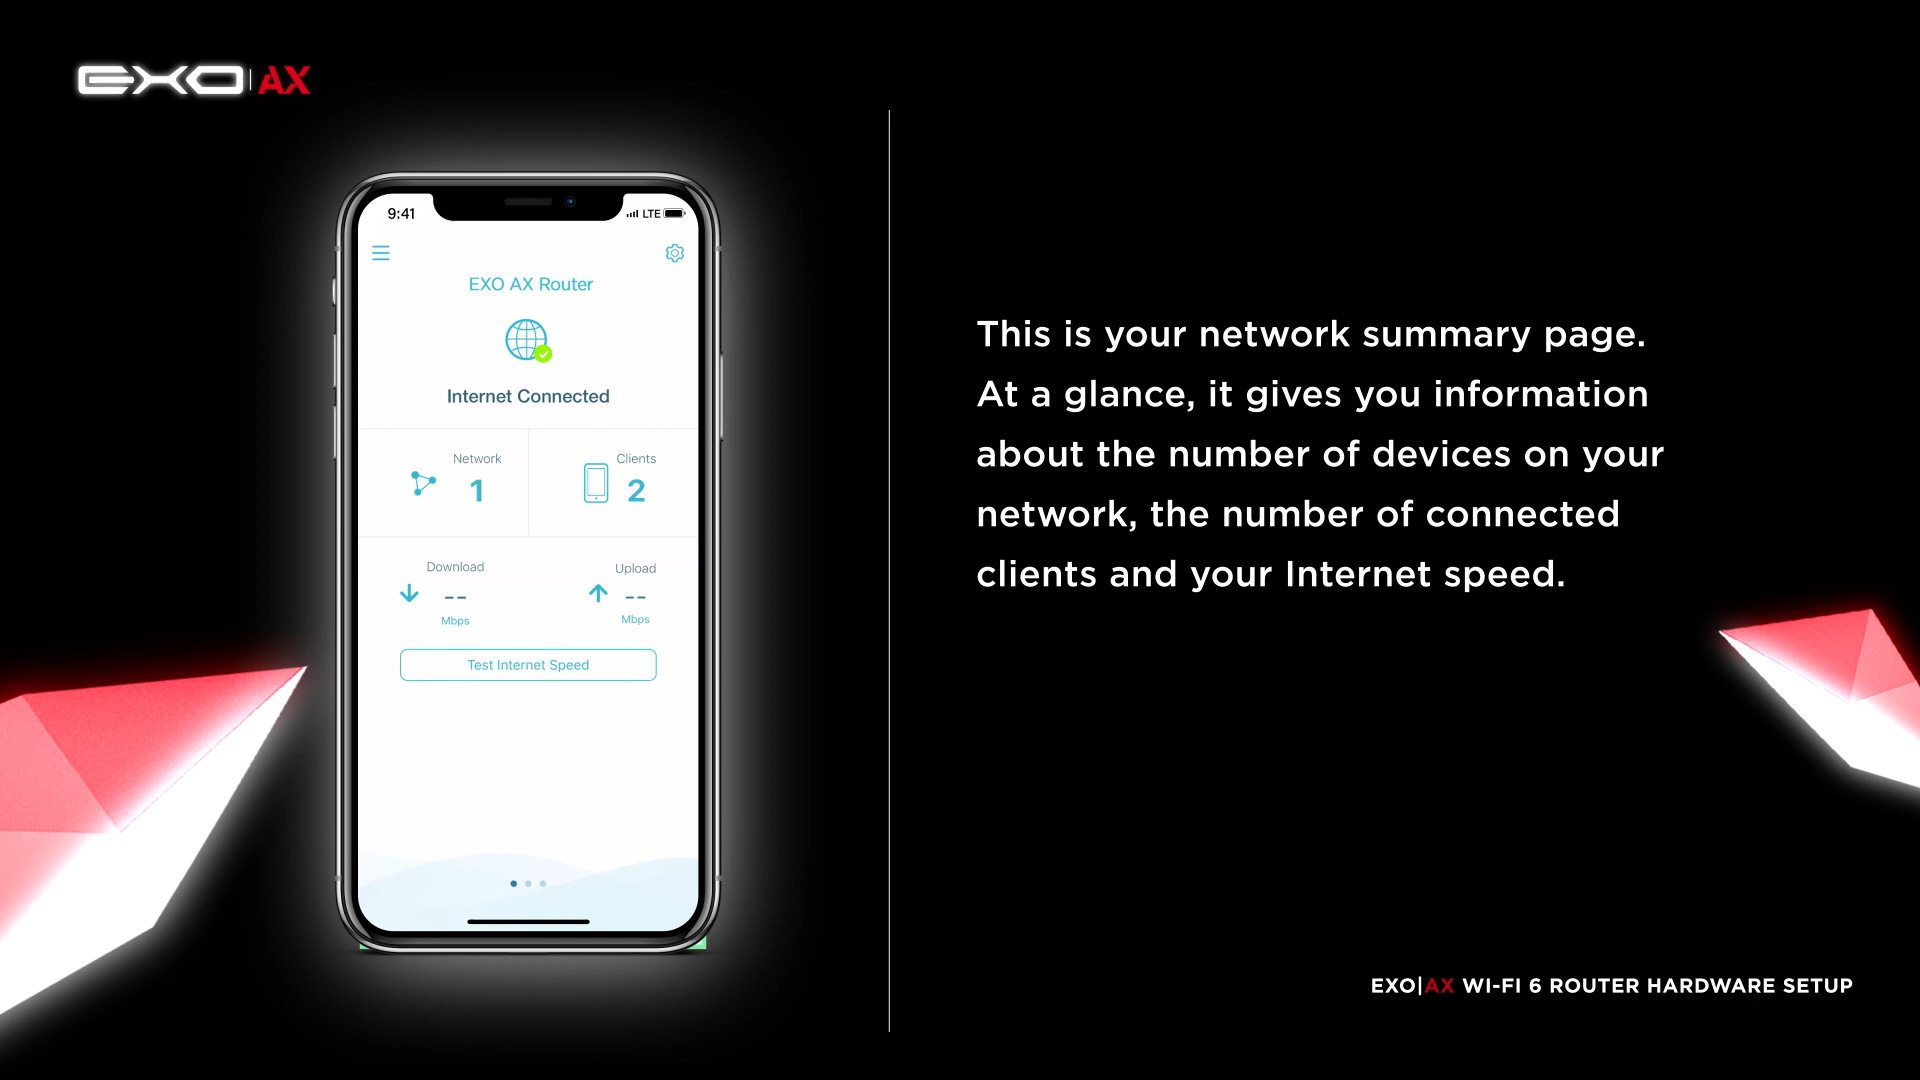 EXO|AX
9:41
LTE
EXO AX Router
Internet Connected
Network
1
Clients
2
Download
--
Mbps
Upload
--
Mbps
Test Internet Speed
This is your network summary page.
At a glance, it gives you information
about the number of devices on your
network, the number of connected
clients and your Internet speed.
EXO|AX WI-FI 6 ROUTER HARDWARE SETUP